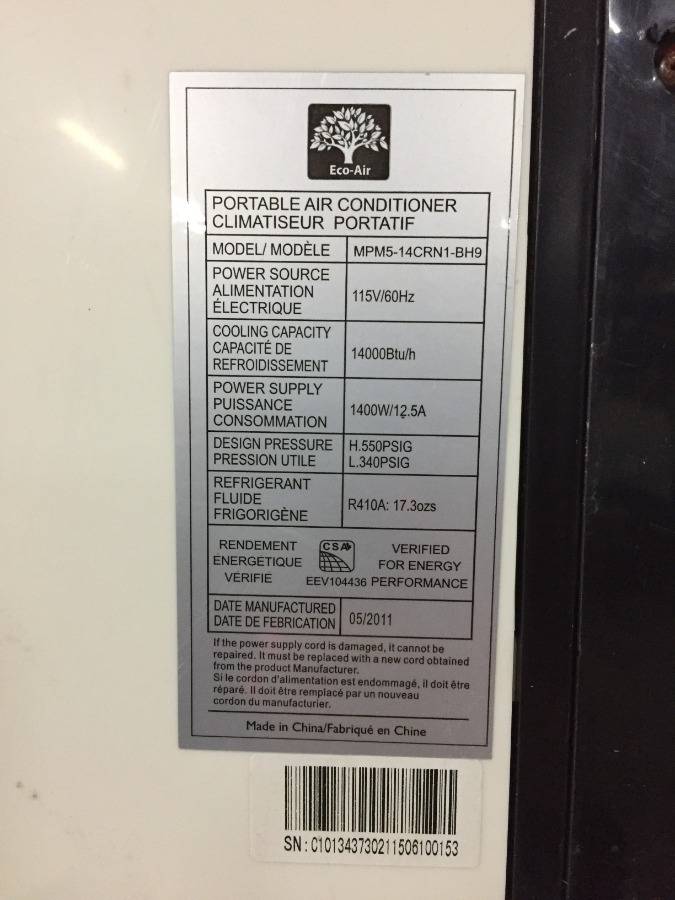 Eco-Air
PORTABLE AIR CONDITIONER
CLIMATISEUR PORTATIF
MODEL/ MODÈLE MPM5-14CRN1-BH9
POWER SOURCE
ALIMENTATION
ÉLECTRIQUE
115V/60Hz
COOLING CAPACITY
CAPACITÉ DE
REFROIDISSEMENT
14000Btu/h
POWER SUPPLY
PUISSANCE
CONSOMMATION
1400W/12.5A
DESIGN PRESSURE
PRESSION UTILE
H.550PSIG
L.340PSIG
REFRIGERANT
FLUIDE
FRIGORIGÈNE
R410A: 17.3ozs
RENDEMENT
ÉNERGETIQUE
VÉRIFIÉ
CSA
EEV104436
VERIFIED
FOR ENERGY
PERFORMANCE
DATE MANUFACTURED
DATE DE FEBRICATION
05/2011
If the power supply cord is damaged, it cannot be
repaired. It must be replaced with a new cord obtained
from the product Manufacturer.
Si le cordon d'alimentation est endommagé, il doit être
réparé. Il doit être remplacé par un nouveau
cordon du manufacturier.
Made in China/Fabriqué en Chine
SN: C101343730211506100153